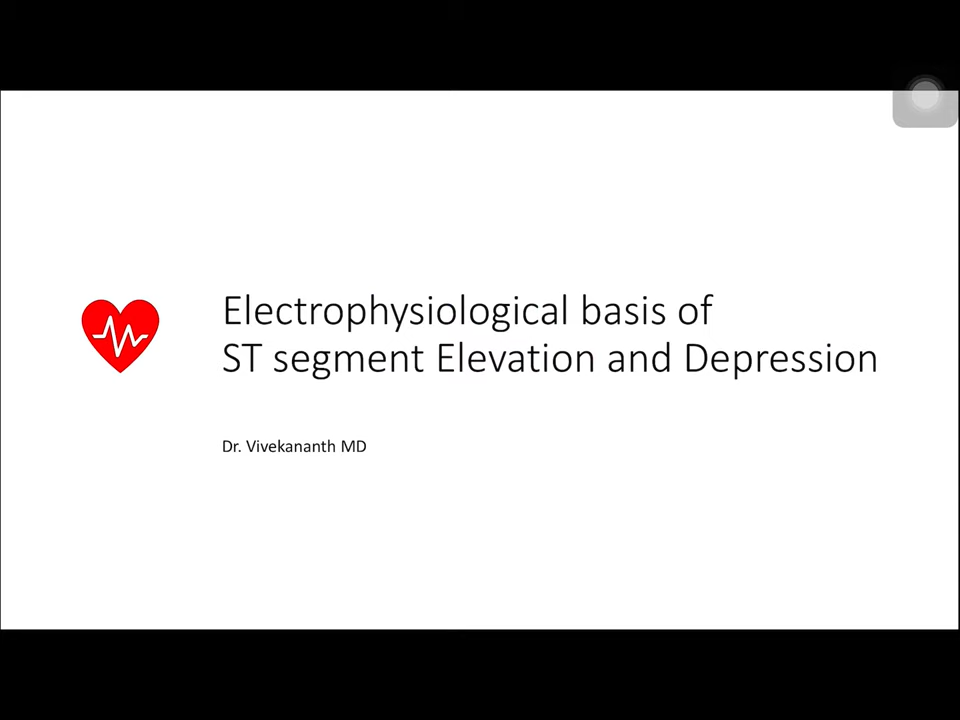 Electrophysiological basis of
ST segment Elevation and Depression
Dr. Vivekananth MD